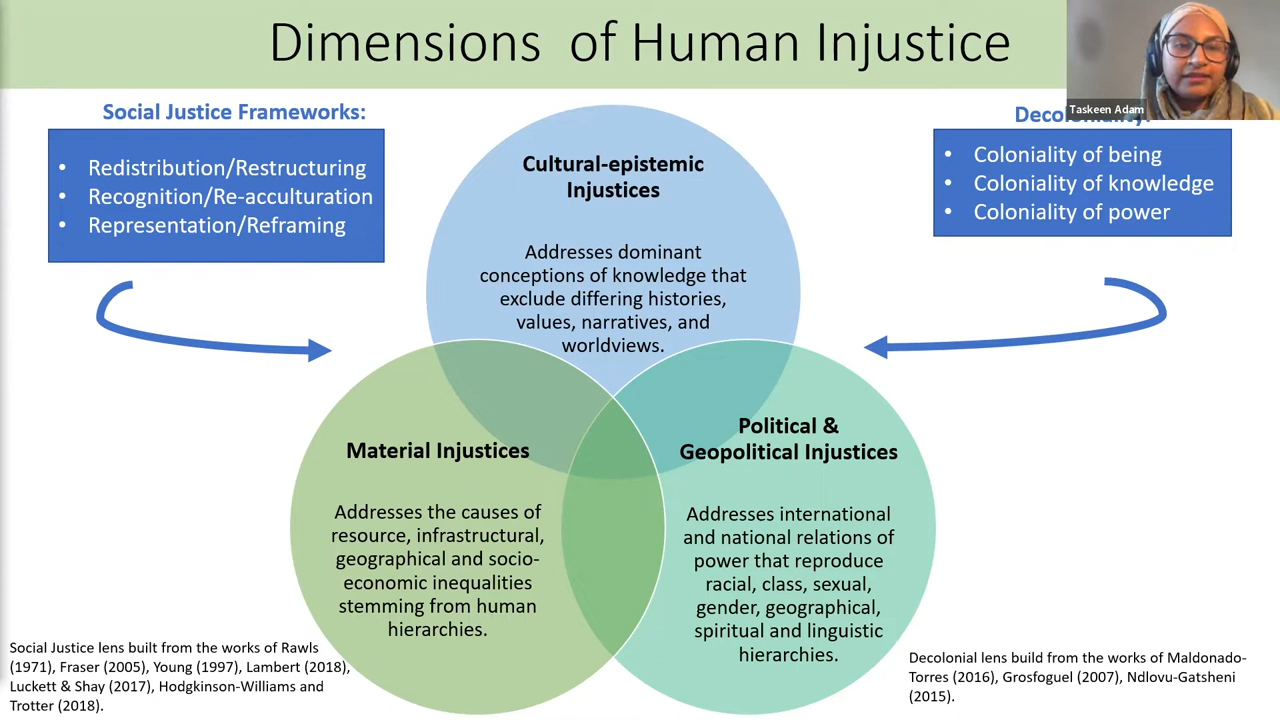 Dimensions of Human Injustice
Taskeen Adam
Social Justice Frameworks:
• Redistribution/Restructuring
• Recognition/Re-acculturation
• Representation/Reframing
• Coloniality of being
• Coloniality of knowledge
• Coloniality of power
Cultural-epistemic
Injustices
Addresses dominant
conceptions of knowledge that
exclude differing histories,
values, narratives, and
worldviews.
Material Injustices
Addresses the causes of
resource, infrastructural,
geographical and socio-
economic inequalities
stemming from human
hierarchies.
Political &
Geopolitical Injustices
Addresses international
and national relations of
power that reproduce
racial, class, sexual,
gender, geographical,
spiritual and linguistic
hierarchies.
Social Justice lens built from the works of Rawls
(1971), Fraser (2005), Young (1997), Lambert (2018),
Luckett & Shay (2017), Hodgkinson-Williams and
Trotter (2018).
Decolonial lens build from the works of Maldonado-
Torres (2016), Grosfoguel (2007), Ndlovu-Gatsheni
(2015).